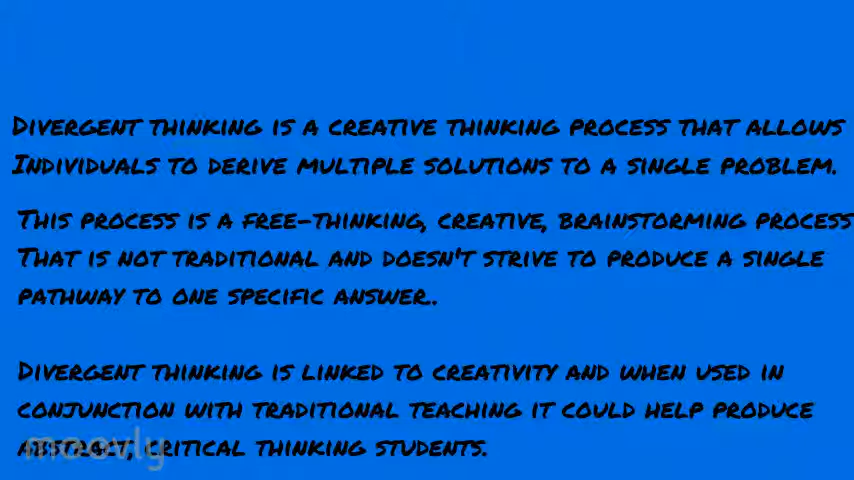 Divergent thinking is a creative thinking process that allows
Individuals to derive multiple solutions to a single problem.
This process is a free-thinking, creative, brainstorming process
That is not traditional and doesn't strive to produce a single
pathway to one specific answer..
Divergent thinking is linked to creativity and when used in
conjunction with traditional teaching it could help produce
abstract, critical thinking students.
moovly